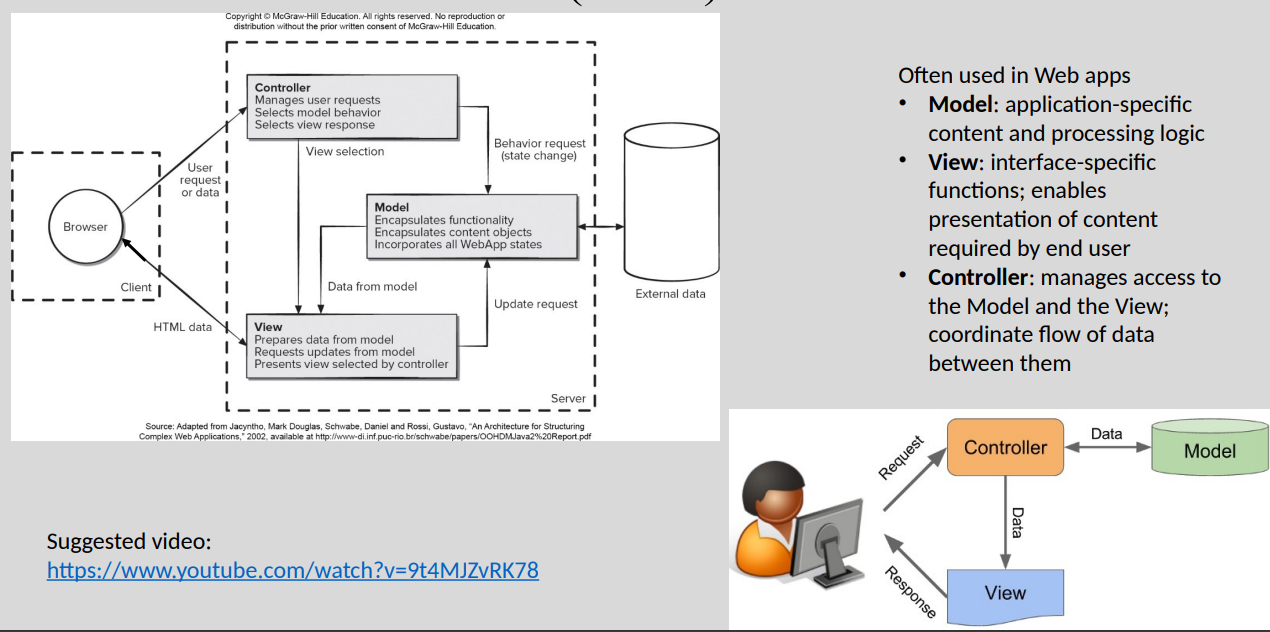 Copyright © McGraw-Hill Education. All rights reserved. No reproduction or
distribution without the prior written consent of McGraw-Hill Education.
Controller
Manages user requests
Selects model behavior
Selects view response
View selection
Behavior request
(state change)
User
request
or data
Browser
Client
Model
Encapsulates functionality
Encapsulates content objects
Incorporates all WebApp states
External data
Data from model
Update request
HTML data
View
Prepares data from model
Requests updates from model
Presents view selected by controller
Server
Source: Adapted from Jacyntho, Mark Douglas, Schwabe, Daniel and Rossi, Gustavo, “An Architecture for Structuring
Complex Web Applications,” 2002, available at http://www-di.inf.puc-rio.br/schwabe/papers/OOHDMJava2%20Report.pdf
Often used in Web apps
• Model: application-specific
content and processing logic
• View: interface-specific
functions; enables
presentation of content
required by end user
• Controller: manages access to
the Model and the View;
coordinate flow of data
between them
Request
Controller
Data
Model
Data
Response
View
Suggested video:
https://www.youtube.com/watch?v=9t4MJZvRK78